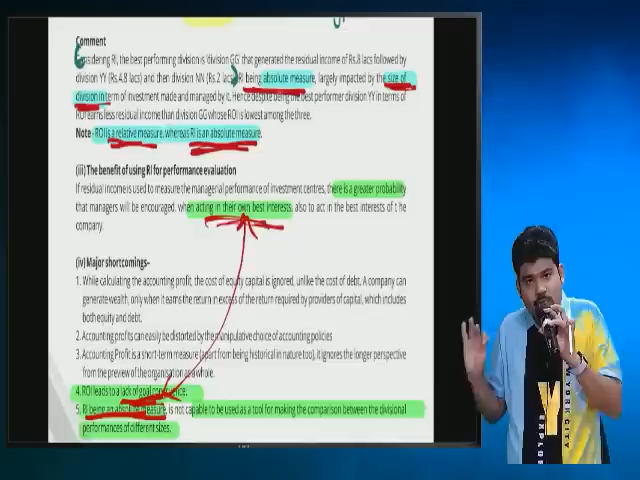 Comment
Considering RI, the best performing division is 'division GG' that generated the residual income of Rs.8 lacs followed by
division YY (Rs.4.8 lacs) and then division NN (Rs.2 lacs) RI being absolute measure, largely impacted by the size of
division in term of investment made and managed by it. Hence despite being the best performer division YY in terms of
ROI earns less residual income than division GG whose ROI is lowest among the three.
Note - ROI is a relative measure, whereas RI is an absolute measure.
(iii) The benefit of using RI for performance evaluation
If residual income is used to measure the managerial performance of investment centres, there is a greater probability
that managers will be encouraged, when acting in their own best interests, also to act in the best interests of t he
company.
(iv) Major shortcomings–
1. While calculating the accounting profit, the cost of equity capital is ignored, unlike the cost of debt. A company can
generate wealth, only when it earns the return in excess of the return required by providers of capital, which includes
both equity and debt.
2. Accounting profits can easily be distorted by the manipulative choice of accounting policies
3. Accounting Profit is a short-term measure (apart from being historical in nature too), it ignores the longer perspective
from the preview of the organisation as a whole.
4. ROI leads to a lack of goal congruence.
5. RI being an absolute measure, is not capable to be used as a tool for making the comparison between the divisional
performances of different sizes.
Y
EXPLOR
NEW YORK CITY